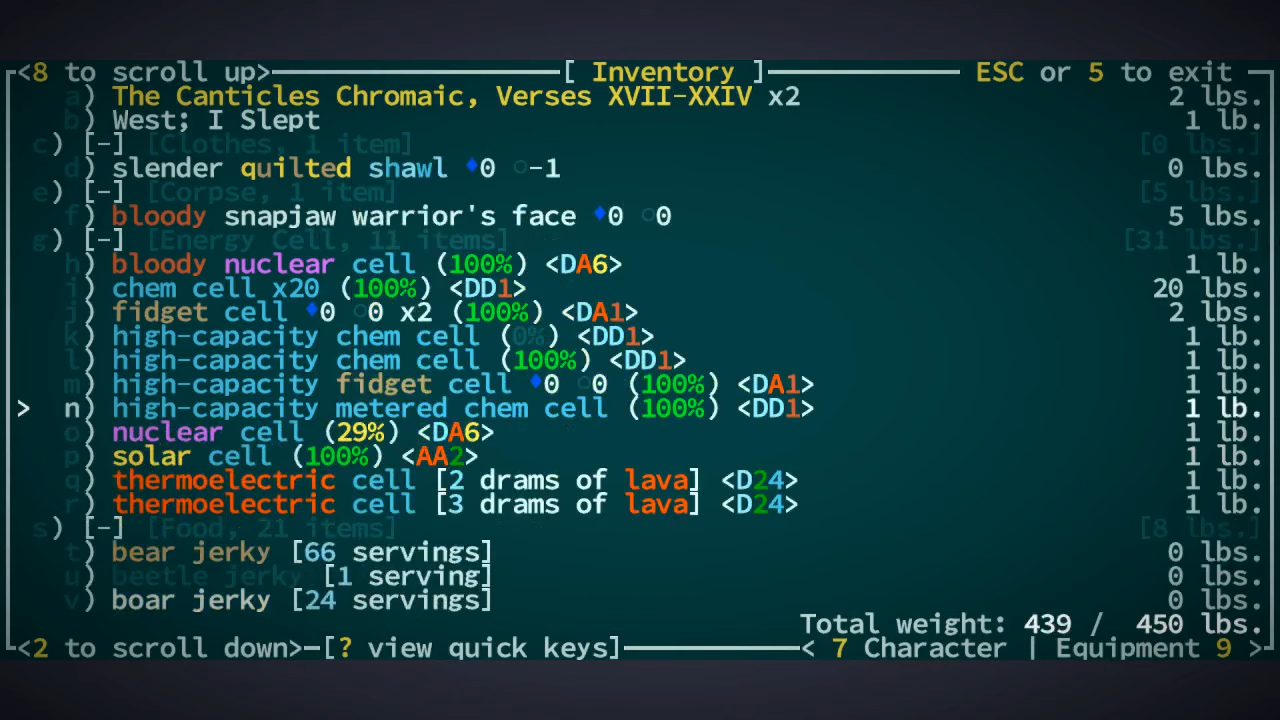 <8 to scroll up> [ Inventory ] ESC or 5 to exit
a) The Canticles Chromaic, Verses XVII-XXIV x2 2 lbs.
b) West; I Slept 1 lb.
c) [-] [Clothes, 1 item] [0 lbs.]
d) slender quilted shawl ♦0 ○-1 0 lbs.
e) [-] [Corpse, 1 item] [5 lbs.]
f) bloody snapjaw warrior's face ♦0 ○0 5 lbs.
g) [-] [Energy Cell, 11 items] [31 lbs.]
h) bloody nuclear cell (100%) <DA6> 1 lb.
i) chem cell x20 (100%) <DD1> 20 lbs.
j) fidget cell ♦0 ○0 x2 (100%) <DA1> 2 lbs.
k) high-capacity chem cell (0%) <DD1> 1 lb.
l) high-capacity chem cell (100%) <DD1> 1 lb.
m) high-capacity fidget cell ♦0 ○0 (100%) <DA1> 1 lb.
> n) high-capacity metered chem cell (100%) <DD1> 1 lb.
o) nuclear cell (29%) <DA6> 1 lb.
p) solar cell (100%) <AA2> 1 lb.
q) thermoelectric cell [2 drams of lava] <D24> 1 lb.
r) thermoelectric cell [3 drams of lava] <D24> 1 lb.
s) [-] [Food, 21 items] [8 lbs.]
t) bear jerky [66 servings] 0 lbs.
u) beetle jerky [1 serving] 0 lbs.
v) boar jerky [24 servings] 0 lbs.
Total weight: 439 / 450 lbs.
<2 to scroll down> [? view quick keys] < 7 Character | Equipment 9 >